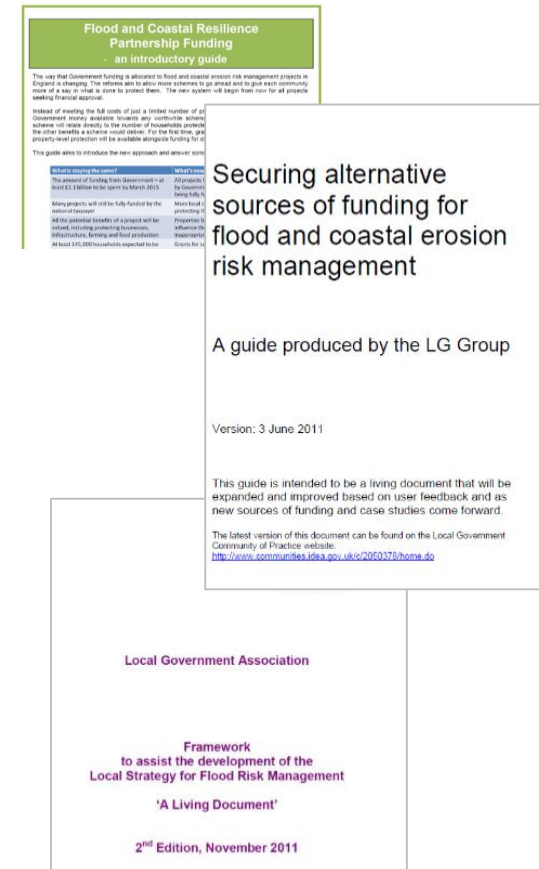 Flood and Coastal Resilience
Partnership Funding
- an introductory guide
The way that Government funding is allocated to flood and coastal erosion risk management projects in
England is changing. The reforms aim to allow more schemes to go ahead and to give each community
more of a say in what is done to protect them. The new system will begin from now for all projects
seeking financial approval.
Instead of meeting the full costs of just a limited number of
Government money available towards any worthwhile
scheme will relate directly to the number of households
the other benefits a scheme would deliver. For the first time,
property-level protection will be available alongside funding for
This guide aims to introduce the new approach and answer
What is staying the same?
What's new
The amount of funding from Government – at
least £2.1 billion to be spent by March 2015
All projects
by
being fully
Many projects will still be fully funded by the
national taxpayer
More local
protecting
All the potential benefits of a project will be
valued, including protecting businesses,
infrastructure, farming and food production
Properties
influence
At least 145,000 households expected to be
Grants for
Securing alternative
sources of funding for
flood and coastal erosion
risk management
A guide produced by the LG Group
Version: 3 June 2011
This guide is intended to be a living document that will be
expanded and improved based on user feedback and as
new sources of funding and case studies come forward.
The latest version of this document can be found on the Local Government
Community of Practice website.
http://www.communities.idea.gov.uk/c/2050378/home.do
Local Government Association
Framework
to assist the development of the
Local Strategy for Flood Risk Management
'A Living Document'
2nd Edition, November 2011